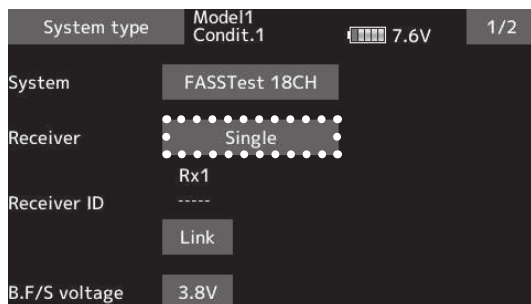 System type
Model1
Condit.1
7.6V
1/2
System
FASSTest 18CH
Receiver
Single
Rx1
Receiver ID
-----
Link
B.F/S voltage
3.8V